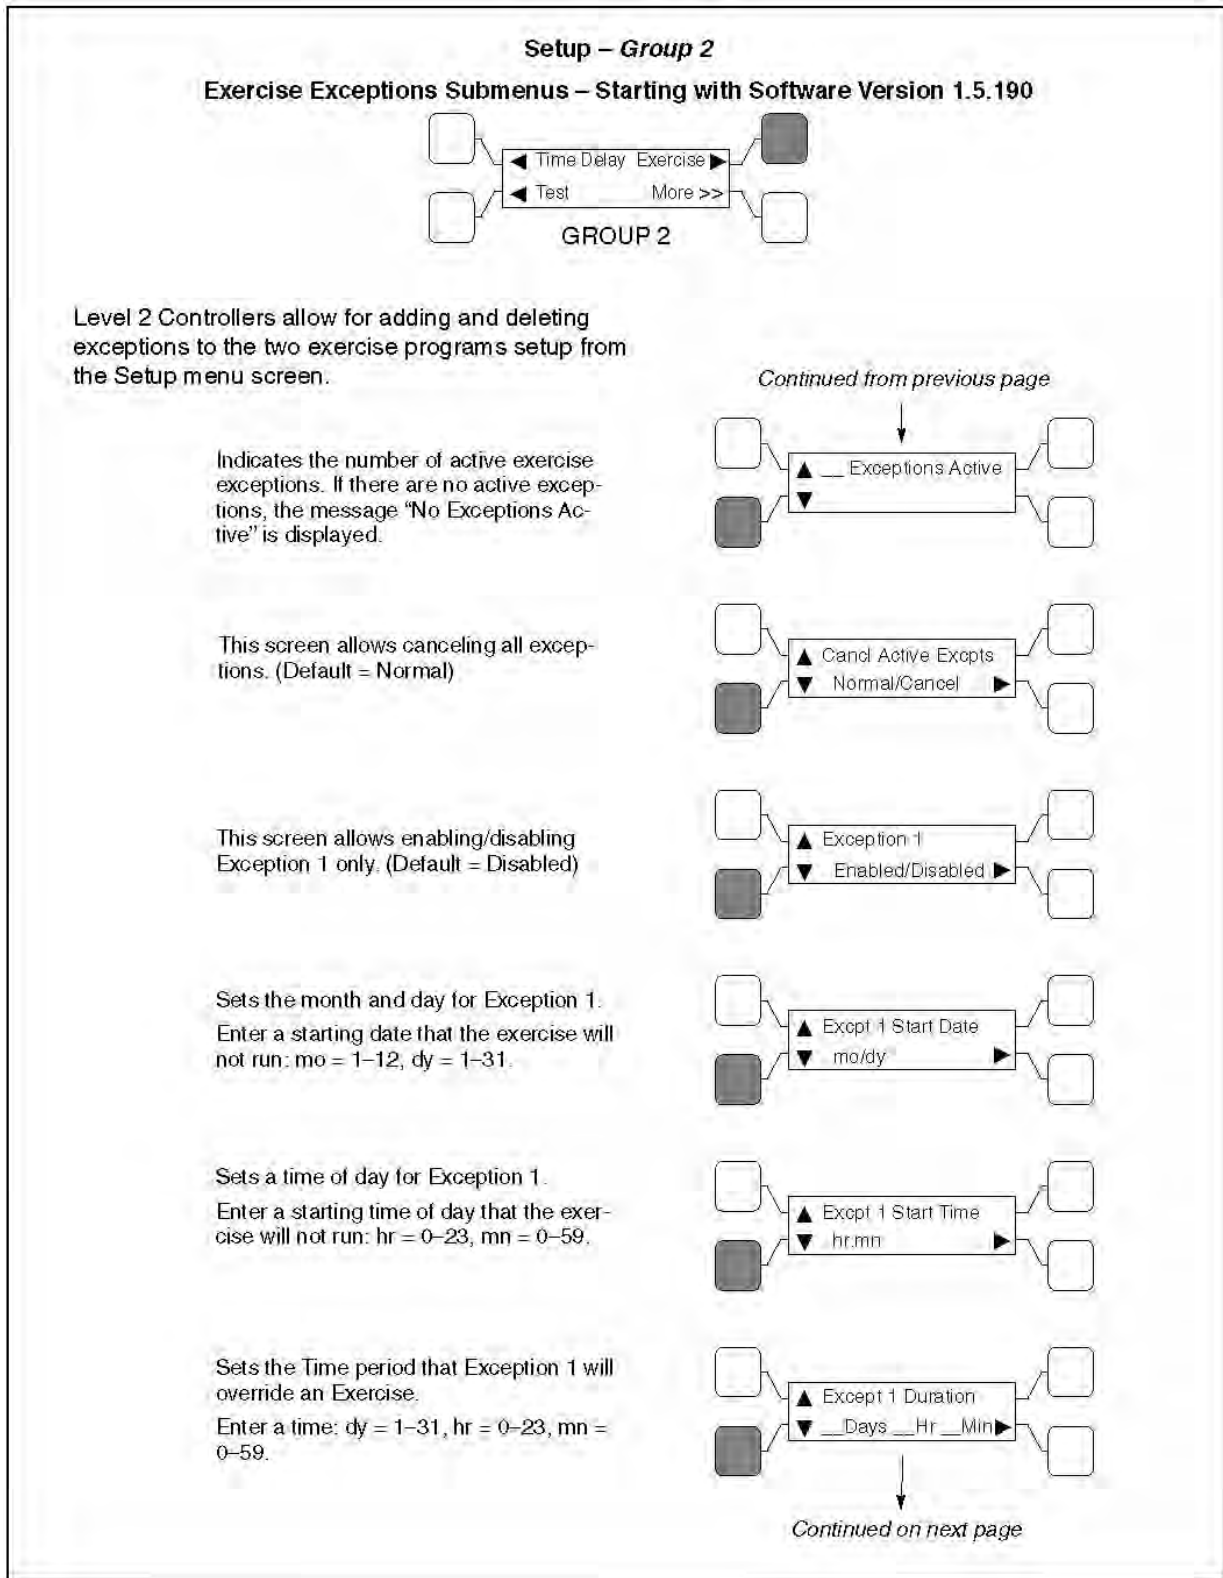 Setup – Group 2
Exercise Exceptions Submenus – Starting with Software Version 1.5.190
◀ Time Delay Exercise ▶
◀ Test More >>
GROUP 2
Level 2 Controllers allow for adding and deleting
exceptions to the two exercise programs setup from
the Setup menu screen.
Continued from previous page
Indicates the number of active exercise
exceptions. If there are no active excep-
tions, the message “No Exceptions Ac-
tive” is displayed.
▲ __ Exceptions Active
▼
This screen allows canceling all excep-
tions. (Default = Normal)
▲ Cancl Active Excpts
▼ Normal/Cancel ▶
This screen allows enabling/disabling
Exception 1 only. (Default = Disabled)
▲ Exception 1
▼ Enabled/Disabled ▶
Sets the month and day for Exception 1.
Enter a starting date that the exercise will
not run: mo = 1–12, dy = 1–31.
▲ Excpt 1 Start Date
▼ mo/dy ▶
Sets a time of day for Exception 1.
Enter a starting time of day that the exer-
cise will not run: hr = 0–23, mn = 0–59.
▲ Excpt 1 Start Time
▼ hr:mn ▶
Sets the Time period that Exception 1 will
override an Exercise.
Enter a time: dy = 1–31, hr = 0–23, mn =
0–59.
▲ Except 1 Duration
▼ __Days __Hr __Min▶
Continued on next page